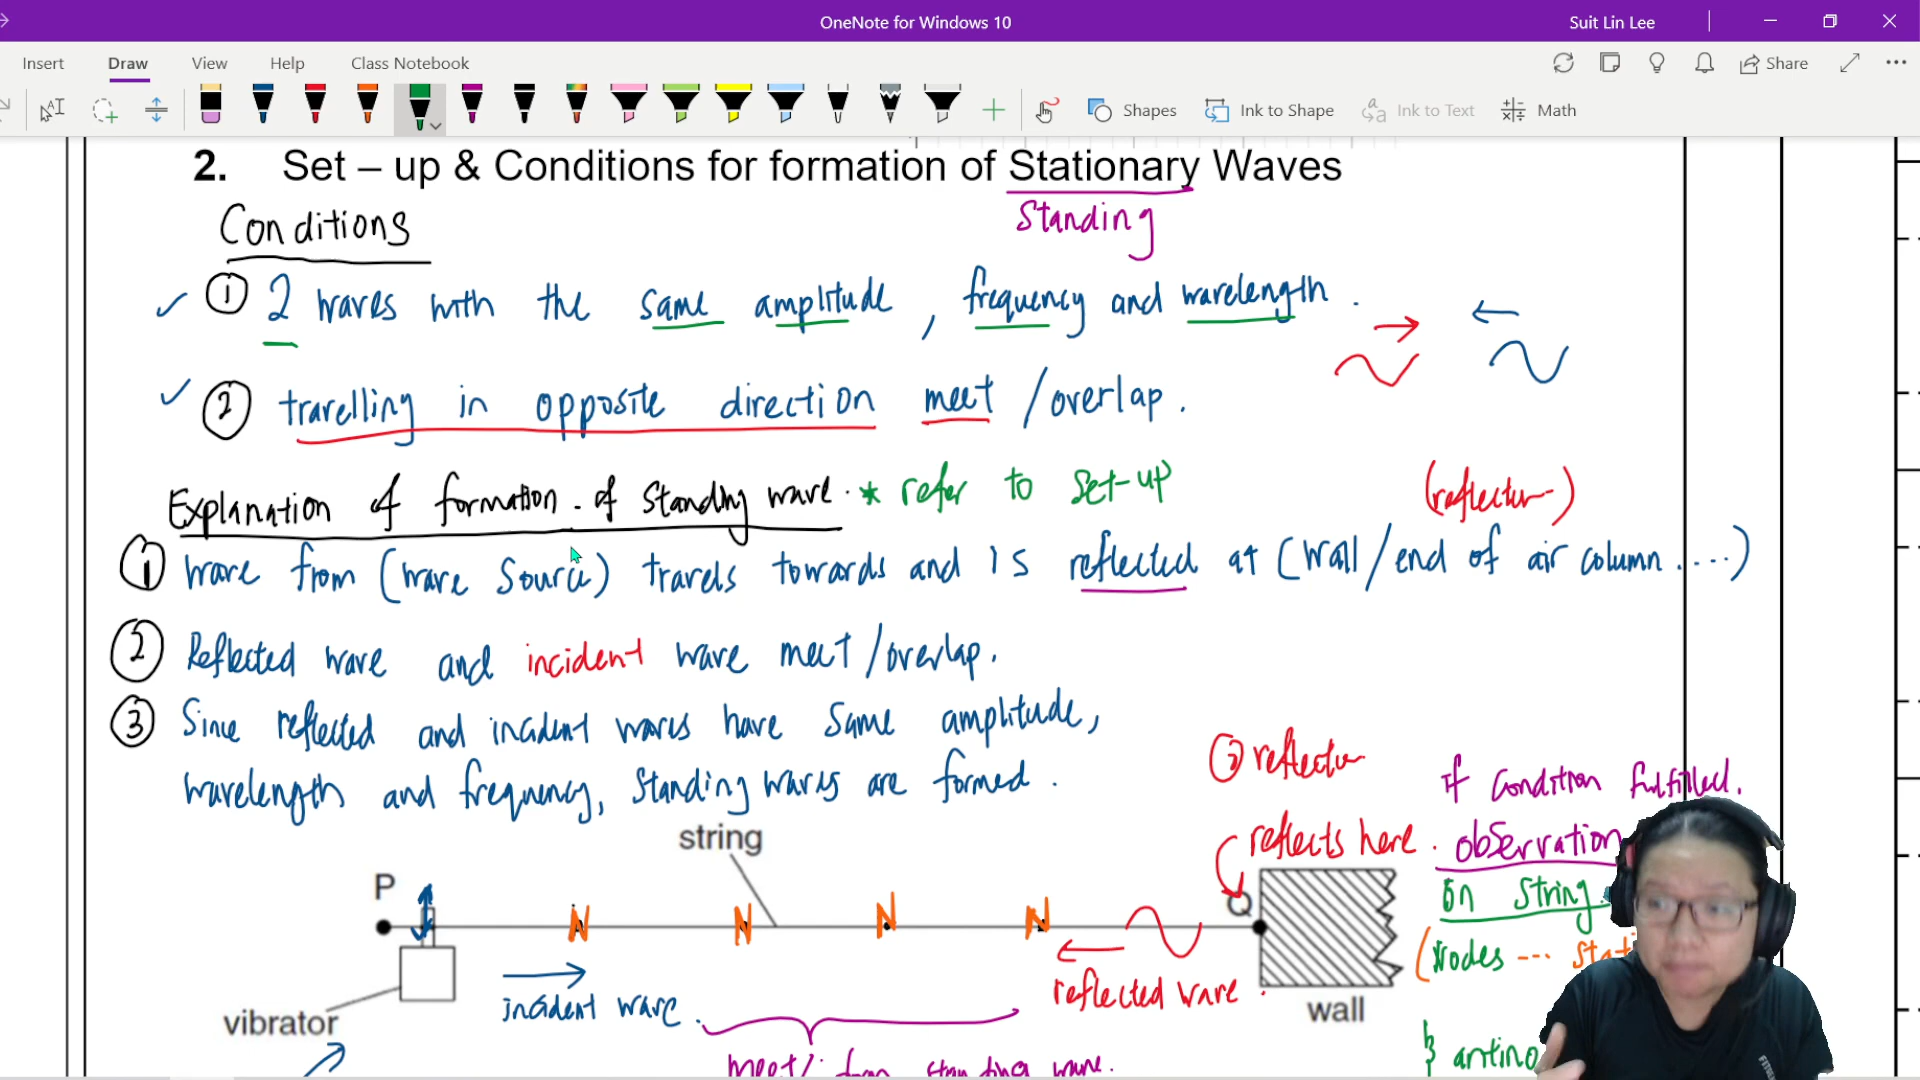 OneNote for Windows 10
Suit Lin Lee
Insert Draw View Help Class Notebook
Share
Shapes Ink to Shape Ink to Text Math
2. Set – up & Conditions for formation of Stationary Waves
Standing
Conditions
① 2 waves with the same amplitude, frequency and wavelength.
② travelling in opposite direction meet / overlap.
Explanation of formation of standing wave. * refer to set-up
(reflector)
① Wave from (wave source) travels towards and is reflected at (wall / end of air column .....)
② Reflected wave and incident wave meet / overlap.
③ Since reflected and incident waves have same amplitude,
wavelength and frequency, standing waves are formed.
reflector
If condition fulfilled.
string
reflects here.
observation
P
Q
on string
N N N N
(Nodes ---
incident wave.
reflected wave.
wall
vibrator
meet / form standing wave.